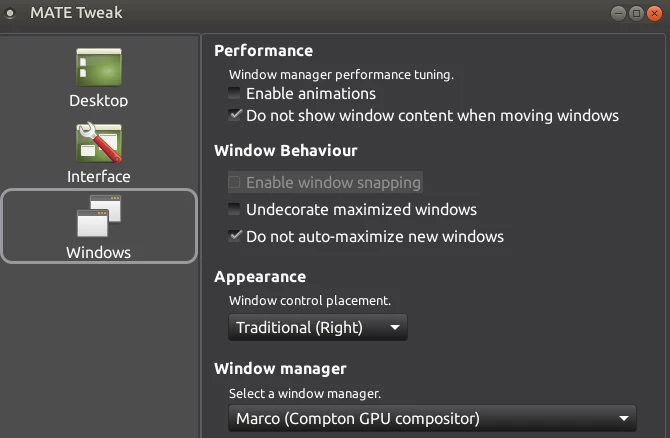 MATE Tweak
Desktop
Interface
Windows
Performance
Window manager performance tuning.
Enable animations
Do not show window content when moving windows
Window Behaviour
Enable window snapping
Undecorate maximized windows
Do not auto-maximize new windows
Appearance
Window control placement.
Traditional (Right)
Window manager
Select a window manager.
Marco (Compton GPU compositor)